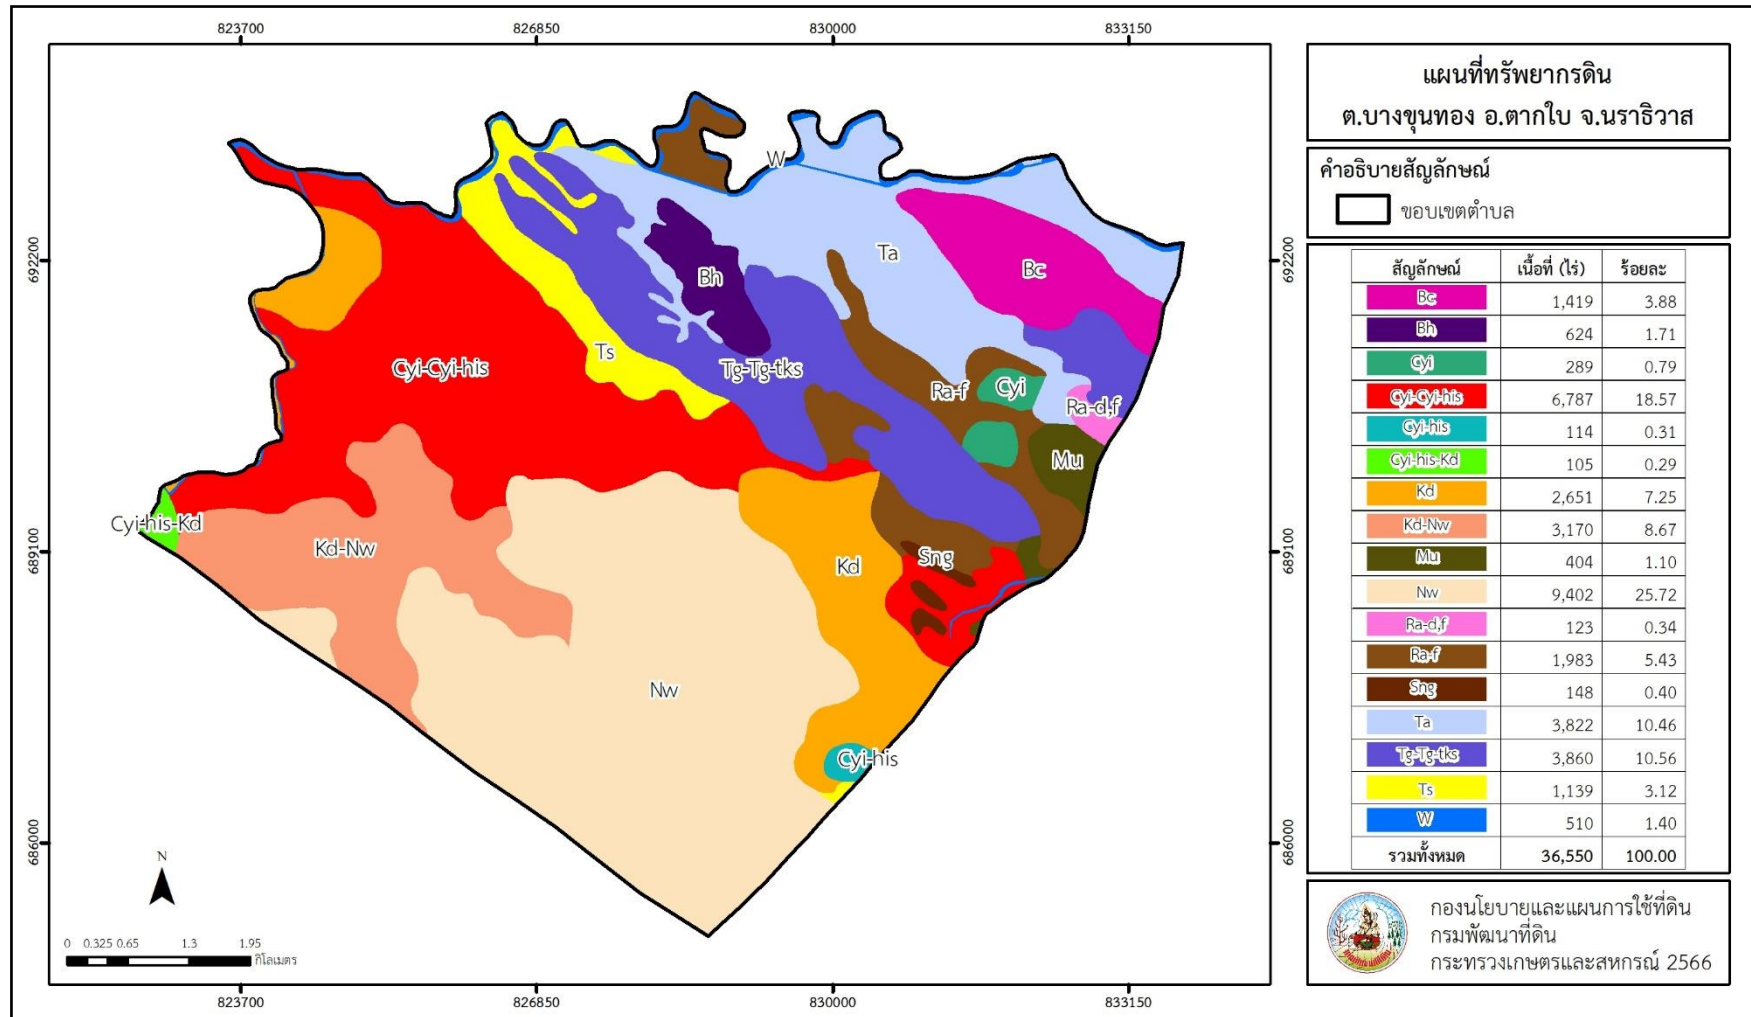 823700 826850 830000 833150
แผนที่ทรัพยากรดิน
ต.บางขุนทอง อ.ตากใบ จ.นราธิวาส
คำอธิบายสัญลักษณ์
ขอบเขตตำบล
สัญลักษณ์ เนื้อที่ (ไร่) ร้อยละ
Bc 1,419 3.88
Bh 624 1.71
Cyi 289 0.79
Cyi-Cyi-his 6,787 18.57
Cyi-his 114 0.31
Cyi-his-Kd 105 0.29
Kd 2,651 7.25
Kd-Nw 3,170 8.67
Mu 404 1.10
Nw 9,402 25.72
Ra-d,f 123 0.34
Ra-f 1,983 5.43
Sng 148 0.40
Ta 3,822 10.46
Tg-Tg-tks 3,860 10.56
Ts 1,139 3.12
W 510 1.40
รวมทั้งหมด 36,550 100.00
กองนโยบายและแผนการใช้ที่ดิน
กรมพัฒนาที่ดิน
กระทรวงเกษตรและสหกรณ์ 2566
W
692200 Ta 692200
Bh Bc
Ts
Cyi-Cyi-his Tg-Tg-tks
Ra-f Cyi Ra-d,f
Mu
Cyi-his-Kd
689100 Kd-Nw Kd Sng 689100
Nw
Cyi-his
686000 686000
N
0 0.325 0.65 1.3 1.95
กิโลเมตร
823700 826850 830000 833150